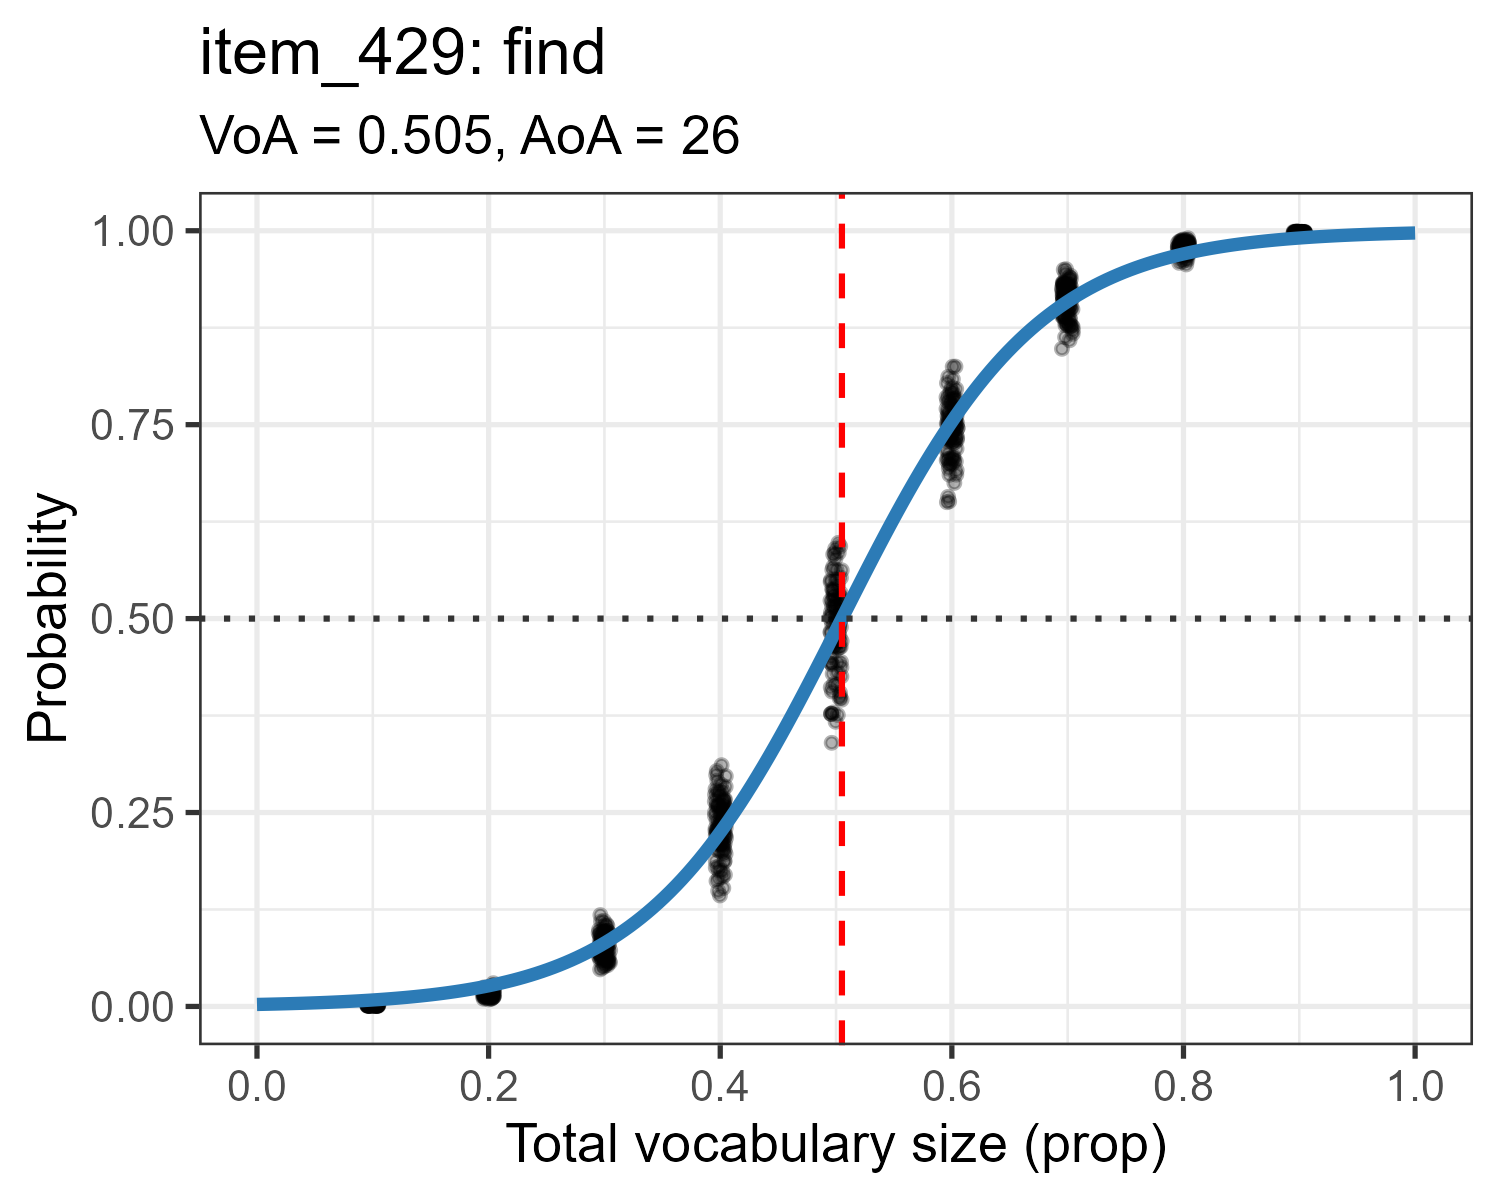 item_429: find
VoA = 0.505, AoA = 26
1.00
0.75
0.50
0.25
0.00
Probability
0.0 0.2 0.4 0.6 0.8 1.0
Total vocabulary size (prop)